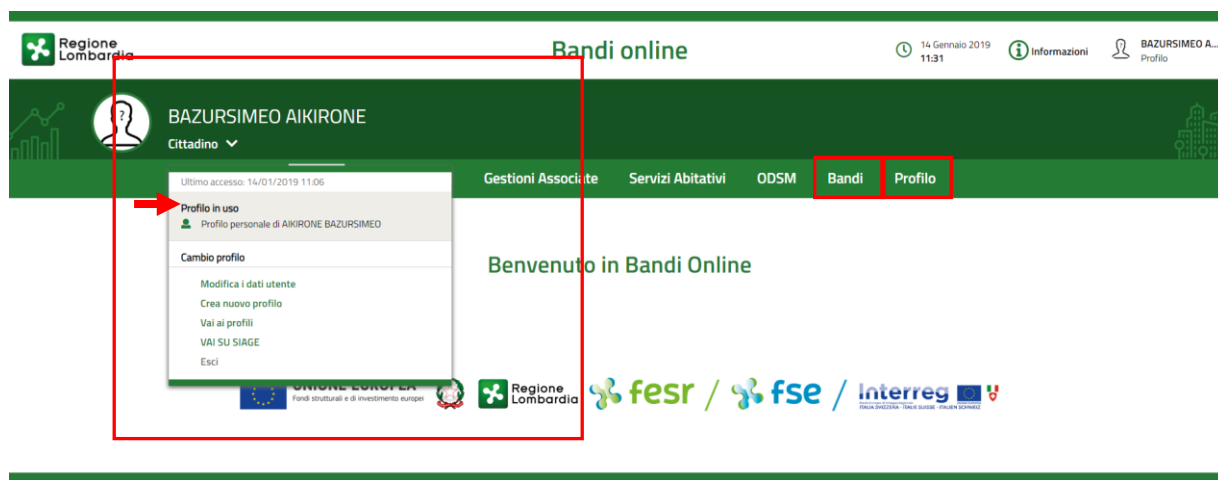 Regione
Lombardia
Bandi online
14 Gennaio 2019
11:31
Informazioni
BAZURSIMEO A...
Profilo
BAZURSIMEO AIKIRONE
Cittadino
Gestioni Associate Servizi Abitativi ODSM Bandi Profilo
Ultimo accesso: 14/01/2019 11:06
Profilo in uso
Profilo personale di AIKIRONE BAZURSIMEO
Cambio profilo
Modifica i dati utente
Crea nuovo profilo
Vai ai profili
VAI SU SIAGE
Esci
Benvenuto in Bandi Online
UNIONE EUROPEA
Fondi strutturali e di investimento europei
Regione
Lombardia
fesr / fse / Interreg